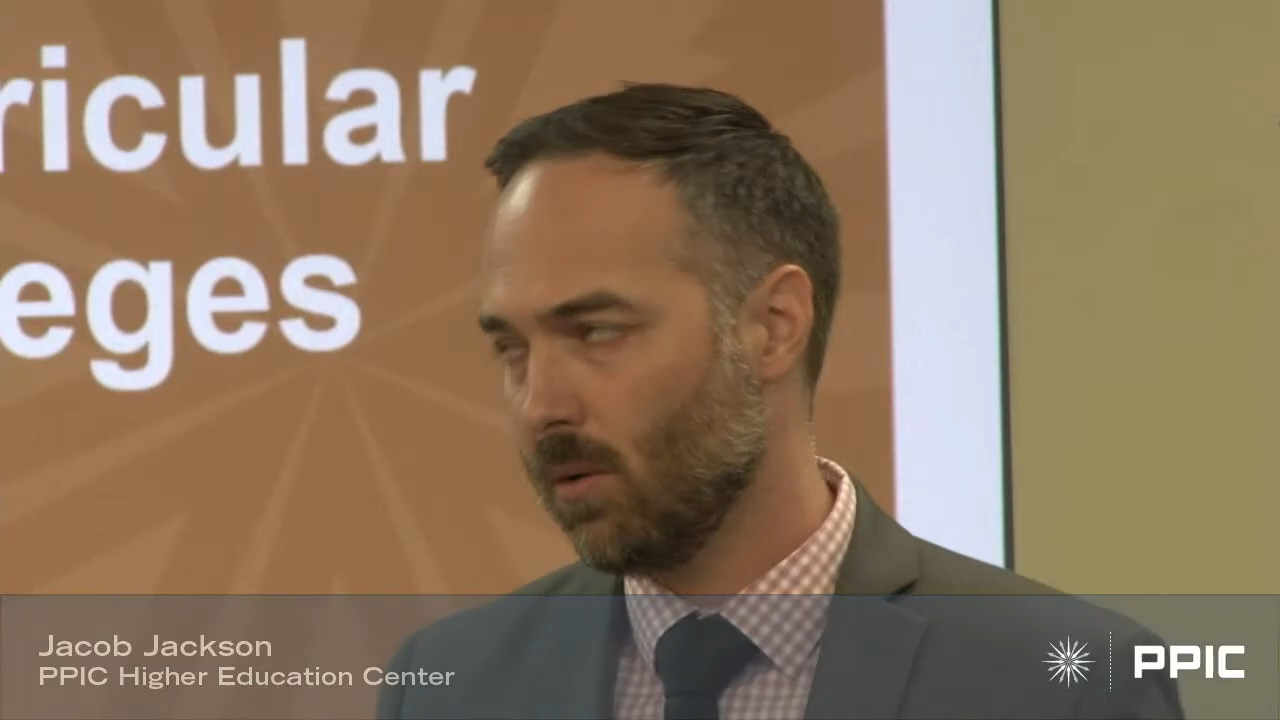 ricular
eges
Jacob Jackson
PPIC Higher Education Center
PPIC